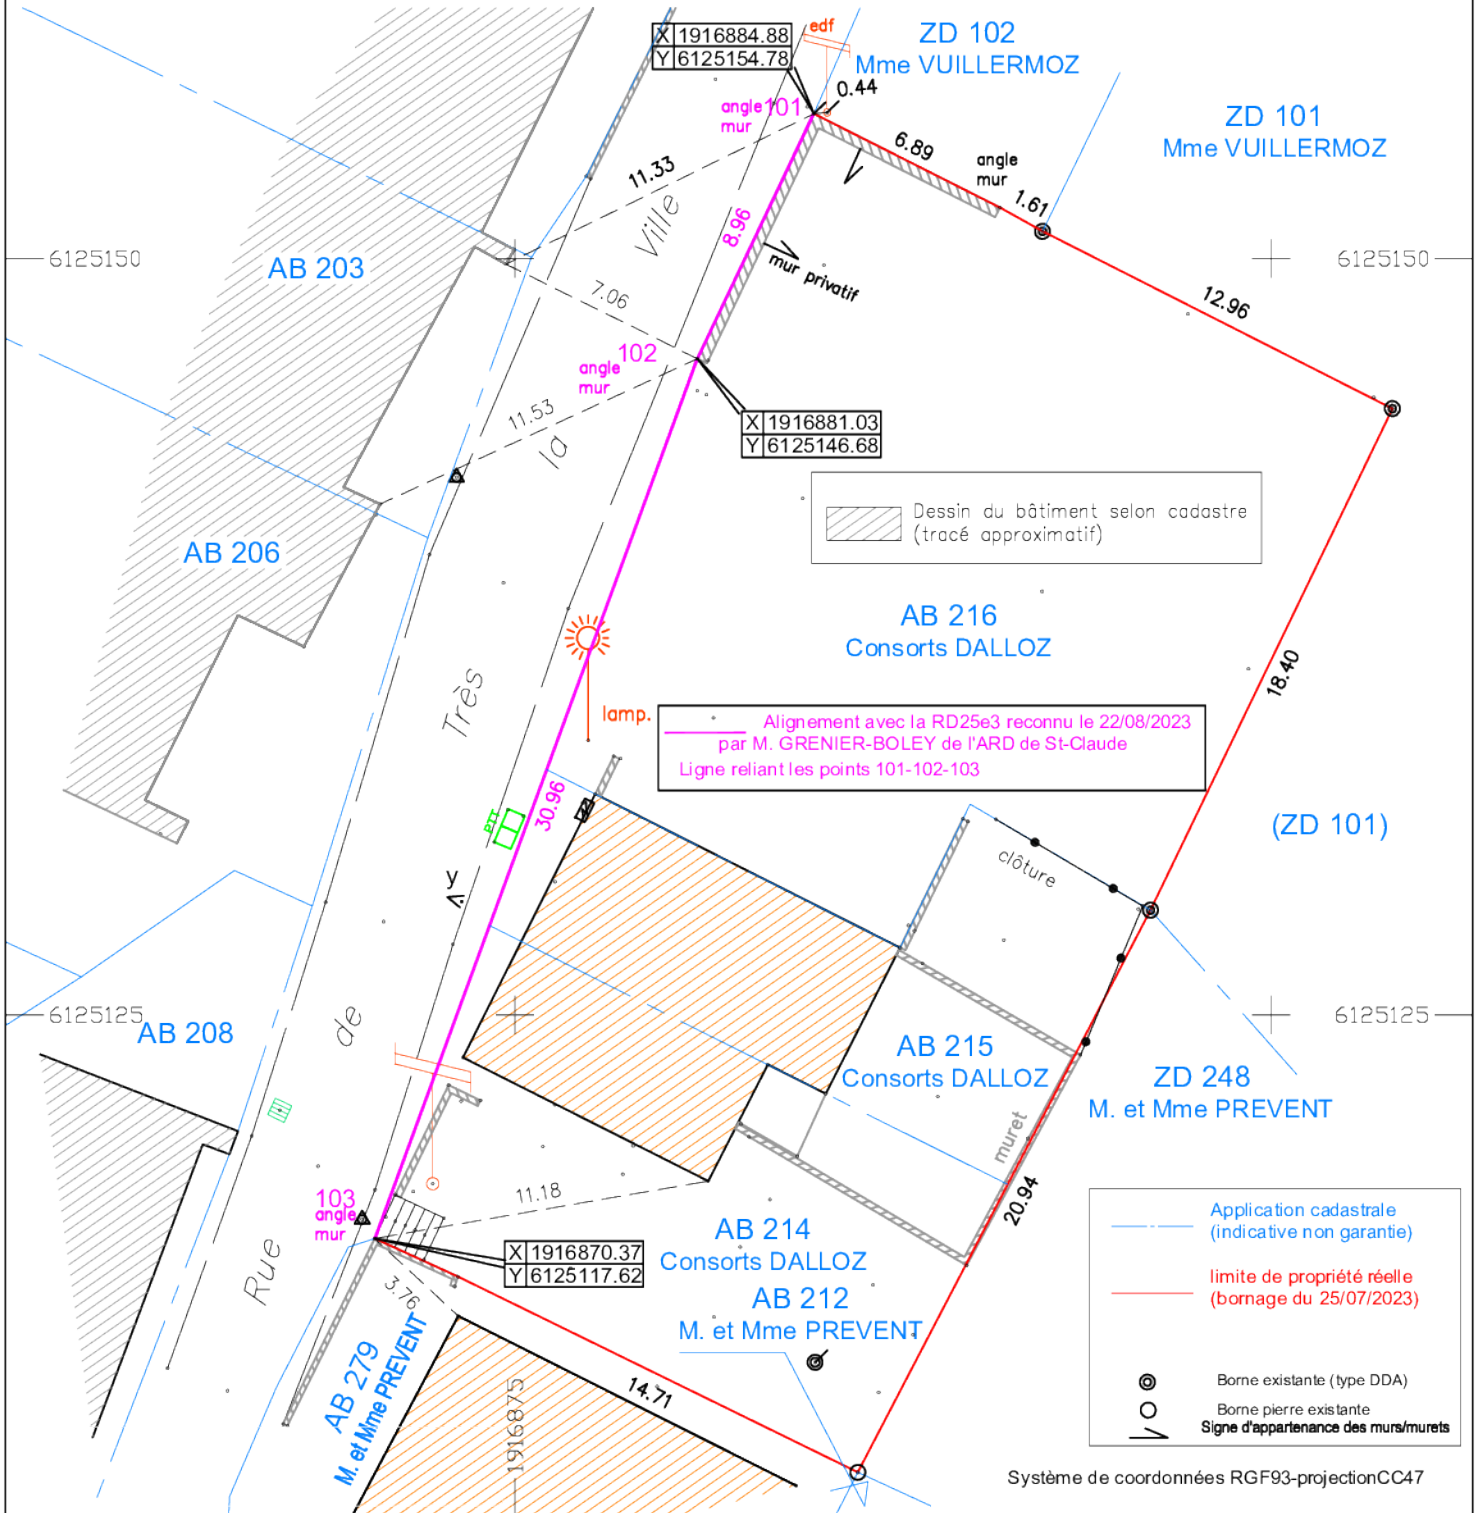 X 1916884.88
Y 6125154.78
edf
ZD 102
Mme VUILLERMOZ
0.44
angle
mur
101
ZD 101
Mme VUILLERMOZ
6.89
angle
mur
1.61
11.33
Ville
8.96
6125150
AB 203
mur privatif
6125150
7.06
12.96
102
angle
mur
11.53
la
X 1916881.03
Y 6125146.68
Dessin du bâtiment selon cadastre
(tracé approximatif)
AB 206
AB 216
Consorts DALLOZ
18.40
Très
lamp.
Alignement avec la RD25e3 reconnu le 22/08/2023
par M. GRENIER-BOLEY de l'ARD de St-Claude
Ligne reliant les points 101-102-103
30.96
PTT
(ZD 101)
clôture
y
6125125
AB 208
de
6125125
AB 215
Consorts DALLOZ
ZD 248
M. et Mme PREVENT
muret
103
angle
mur
11.18
20.94
X 1916870.37
Y 6125117.62
AB 214
Consorts DALLOZ
Rue
3.76
AB 212
M. et Mme PREVENT
AB 279
M. et Mme PREVENT
14.71
1916875
Application cadastrale
(indicative non garantie)
limite de propriété réelle
(bornage du 25/07/2023)
Borne existante (type DDA)
Borne pierre existante
Signe d'appartenance des murs/murets
Système de coordonnées RGF93-projectionCC47